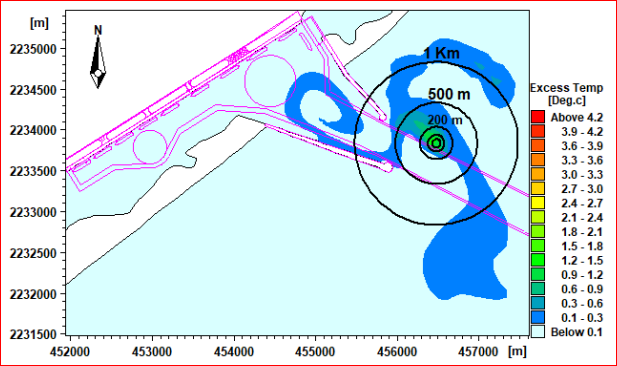 [m]
N
2235000
2234500
2234000
2233500
2233000
2232500
2232000
2231500
452000 453000 454000 455000 456000 457000 [m]
1 Km
500 m
200 m
Excess Temp
[Deg.c]
Above 4.2
3.9 - 4.2
3.6 - 3.9
3.3 - 3.6
3.0 - 3.3
2.7 - 3.0
2.4 - 2.7
2.1 - 2.4
1.8 - 2.1
1.5 - 1.8
1.2 - 1.5
0.9 - 1.2
0.6 - 0.9
0.3 - 0.6
0.1 - 0.3
Below 0.1